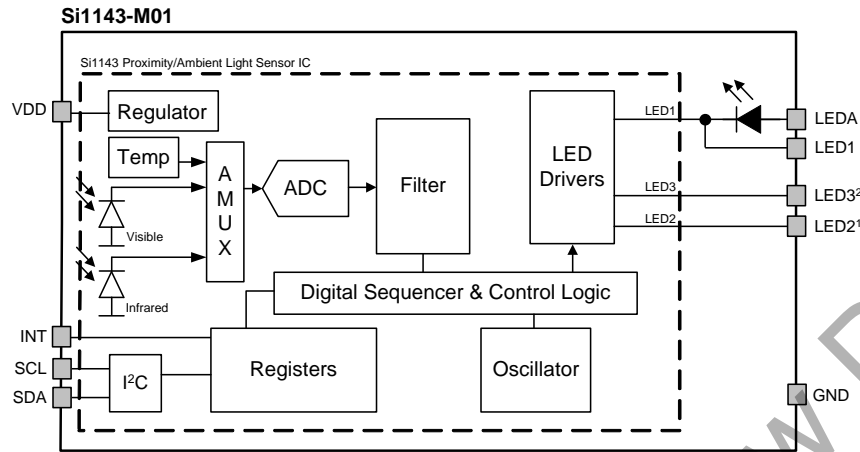 Si1143-M01
Si1143 Proximity/Ambient Light Sensor IC
VDD
Regulator
Temp
AMUX
ADC
Filter
LED Drivers
LED1
LED3
LED2
LEDA
LED1
LED3²
LED2¹
Visible
Infrared
Digital Sequencer & Control Logic
INT
SCL
SDA
I²C
Registers
Oscillator
GND